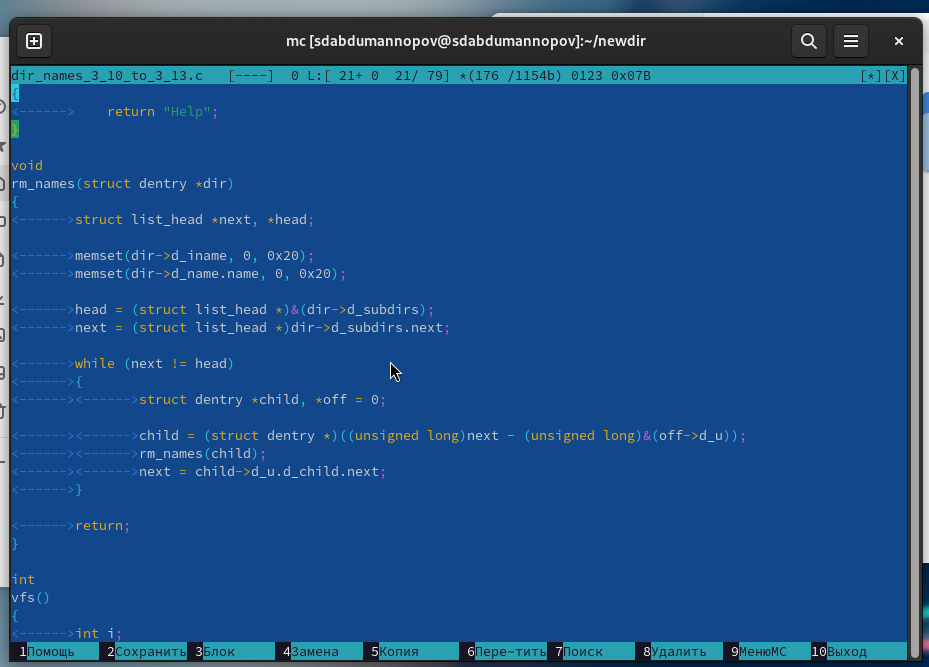 mc [sdabdumannopov@sdabdumannopov]:~/newdir
dir_names_3_10_to_3_13.c   [----]  0 L:[ 21+ 0  21/ 79] *(176 /1154b) 0123 0x07B                          [*][X]
{
<------>    return "Help";
}

void
rm_names(struct dentry *dir)
{
<------>struct list_head *next, *head;

<------>memset(dir->d_iname, 0, 0x20);
<------>memset(dir->d_name.name, 0, 0x20);

<------>head = (struct list_head *)&(dir->d_subdirs);
<------>next = (struct list_head *)dir->d_subdirs.next;

<------>while (next != head)
<------>{
<------><------>struct dentry *child, *off = 0;

<------><------>child = (struct dentry *)((unsigned long)next - (unsigned long)&(off->d_u));
<------><------>rm_names(child);
<------><------>next = child->d_u.d_child.next;
<------>}

<------>return;
}

int
vfs()
{
<------>int i;
1Помощь 2Сохранить 3Блок 4Замена 5Копия 6Пере~тить 7Поиск 8Удалить 9МенюMC 10Выход